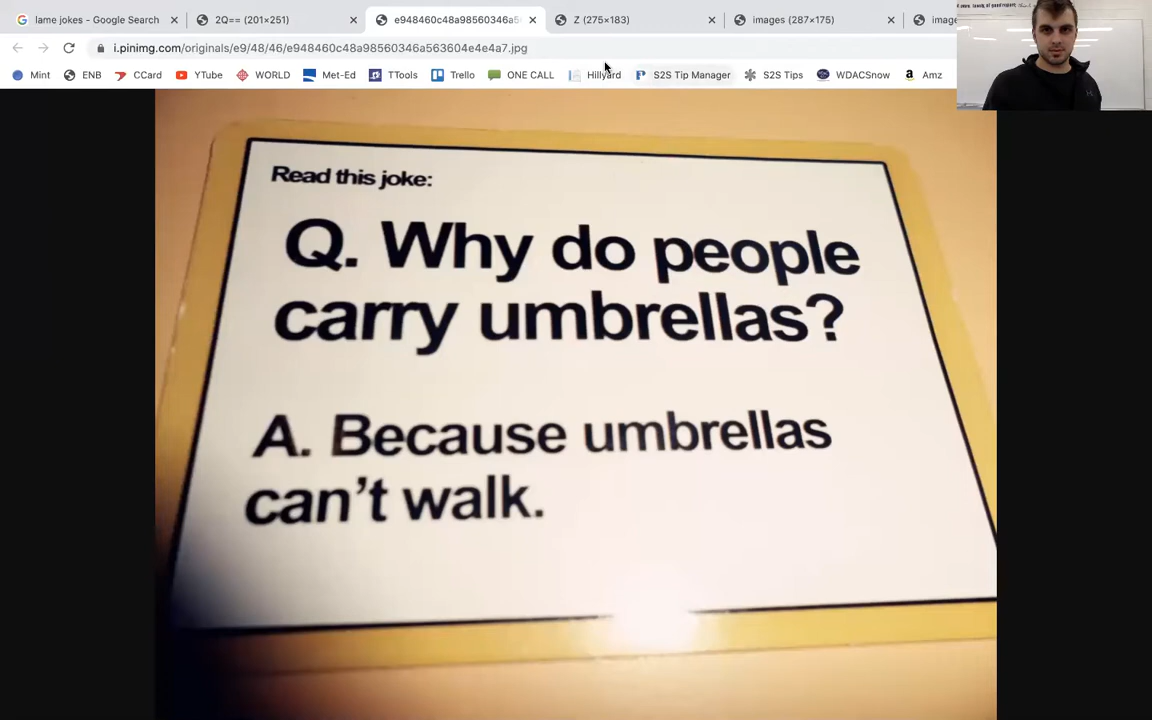 lame jokes - Google Search
2Q== (201×251)
e948460c48a98560346a5
Z (275×183)
images (287×175)
i.pinimg.com/originals/e9/48/46/e948460c48a98560346a563604e4e4a7.jpg
Mint ENB CCard YTube WORLD Met-Ed TTools Trello ONE CALL Hillyard S2S Tip Manager S2S Tips WDACSnow Amz
Read this joke:
Q. Why do people
carry umbrellas?
A. Because umbrellas
can't walk.